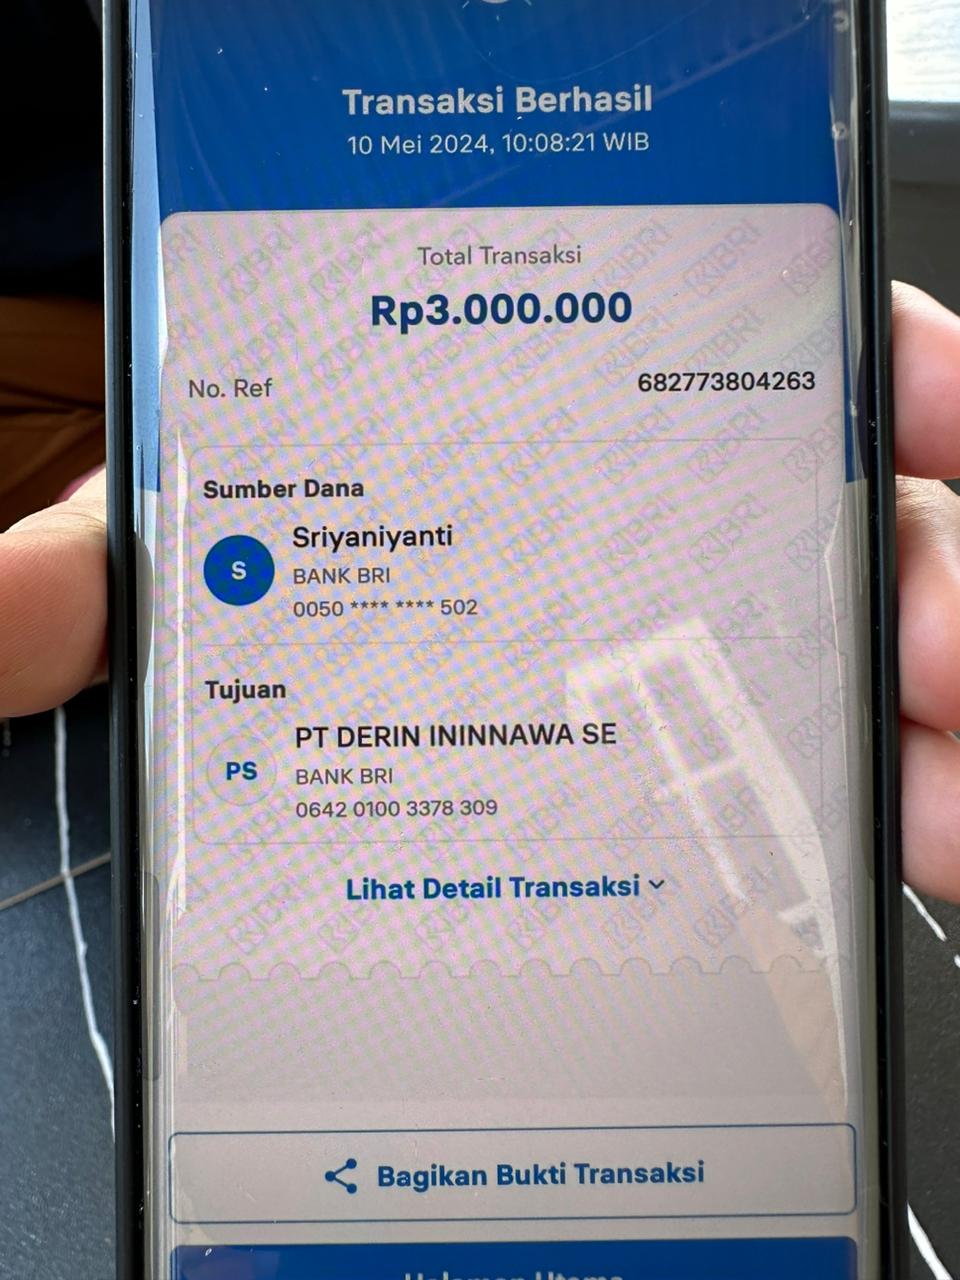 Transaksi Berhasil
10 Mei 2024, 10:08:21 WIB
Total Transaksi
Rp3.000.000
No. Ref 682773804263
Sumber Dana
S
Sriyaniyanti
BANK BRI
0050 **** **** 502
Tujuan
PS
PT DERIN ININNAWA SE
BANK BRI
0642 0100 3378 309
Lihat Detail Transaksi
Bagikan Bukti Transaksi
Halaman Utama